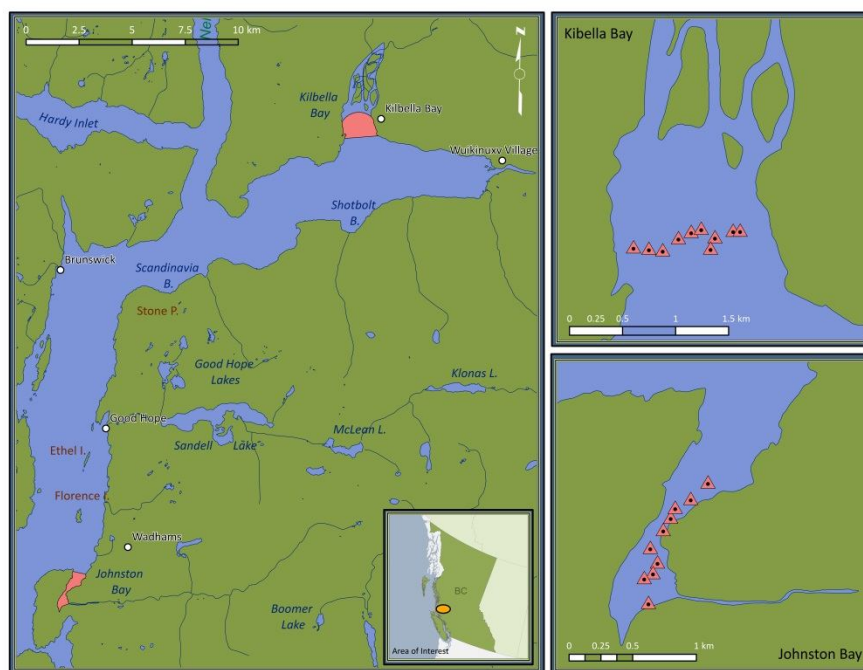 0 2.5 5 7.5 10 km
Hardy Inlet
Kilbella
Bay
Kilbella Bay
Wuikinuxv Village
Shotbolt
B.
Brunswick
Scandinavia
B.
Stone P.
Good Hope
Lakes
Klonas L.
Good Hope
Sandell Lake
McLean L.
Ethel I.
Florence
Wadhams
Johnston
Bay
Boomer
Lake
BC
Area of Interest
Kibella Bay
0 0.25 0.5 1 1.5 km
0 0.25 0.5 1 km
Johnston Bay